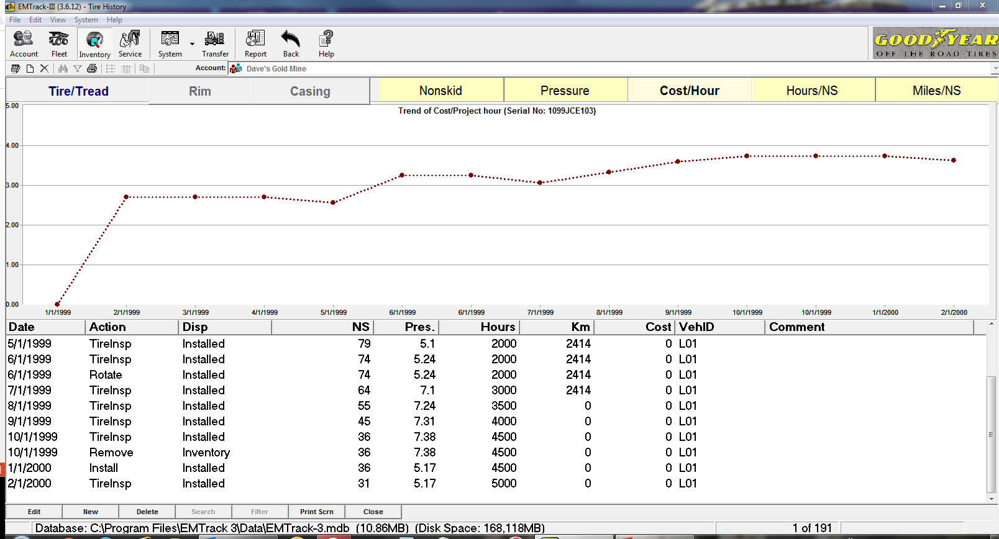 EMTrack-III (3.6.12) - Tire History
File Edit View System Help
Account Fleet Inventory Service System Transfer Report Back Help
GOODYEAR
OFF THE ROAD TIRES
Account: Dave's Gold Mine
Tire/Tread Rim Casing Nonskid Pressure Cost/Hour Hours/NS Miles/NS
Trend of Cost/Project hour (Serial No: 1099JCE103)
5.00
4.00
3.00
2.00
1.00
0.00
1/1/1999 2/1/1999 3/1/1999 4/1/1999 5/1/1999 6/1/1999 6/1/1999 7/1/1999 8/1/1999 9/1/1999 10/1/1999 10/1/1999 1/1/2000 2/1/2000
Date Action Disp NS Pres. Hours Km Cost VehID Comment
5/1/1999 TireInsp Installed 79 5.1 2000 2414 0 L01
6/1/1999 TireInsp Installed 74 5.24 2000 2414 0 L01
6/1/1999 Rotate Installed 74 5.24 2000 2414 0 L01
7/1/1999 TireInsp Installed 64 7.1 3000 2414 0 L01
8/1/1999 TireInsp Installed 55 7.24 3500 0 0 L01
9/1/1999 TireInsp Installed 45 7.31 4000 0 0 L01
10/1/1999 TireInsp Installed 36 7.38 4500 0 0 L01
10/1/1999 Remove Inventory 36 7.38 4500 0 0 L01
1/1/2000 Install Installed 36 5.17 4500 0 0 L01
2/1/2000 TireInsp Installed 31 5.17 5000 0 0 L01
Edit New Delete Search Filter Print Scrn Close
Database: C:\Program Files\EMTrack 3\Data\EMTrack-3.mdb (10.86MB) (Disk Space: 168,118MB) 1 of 191